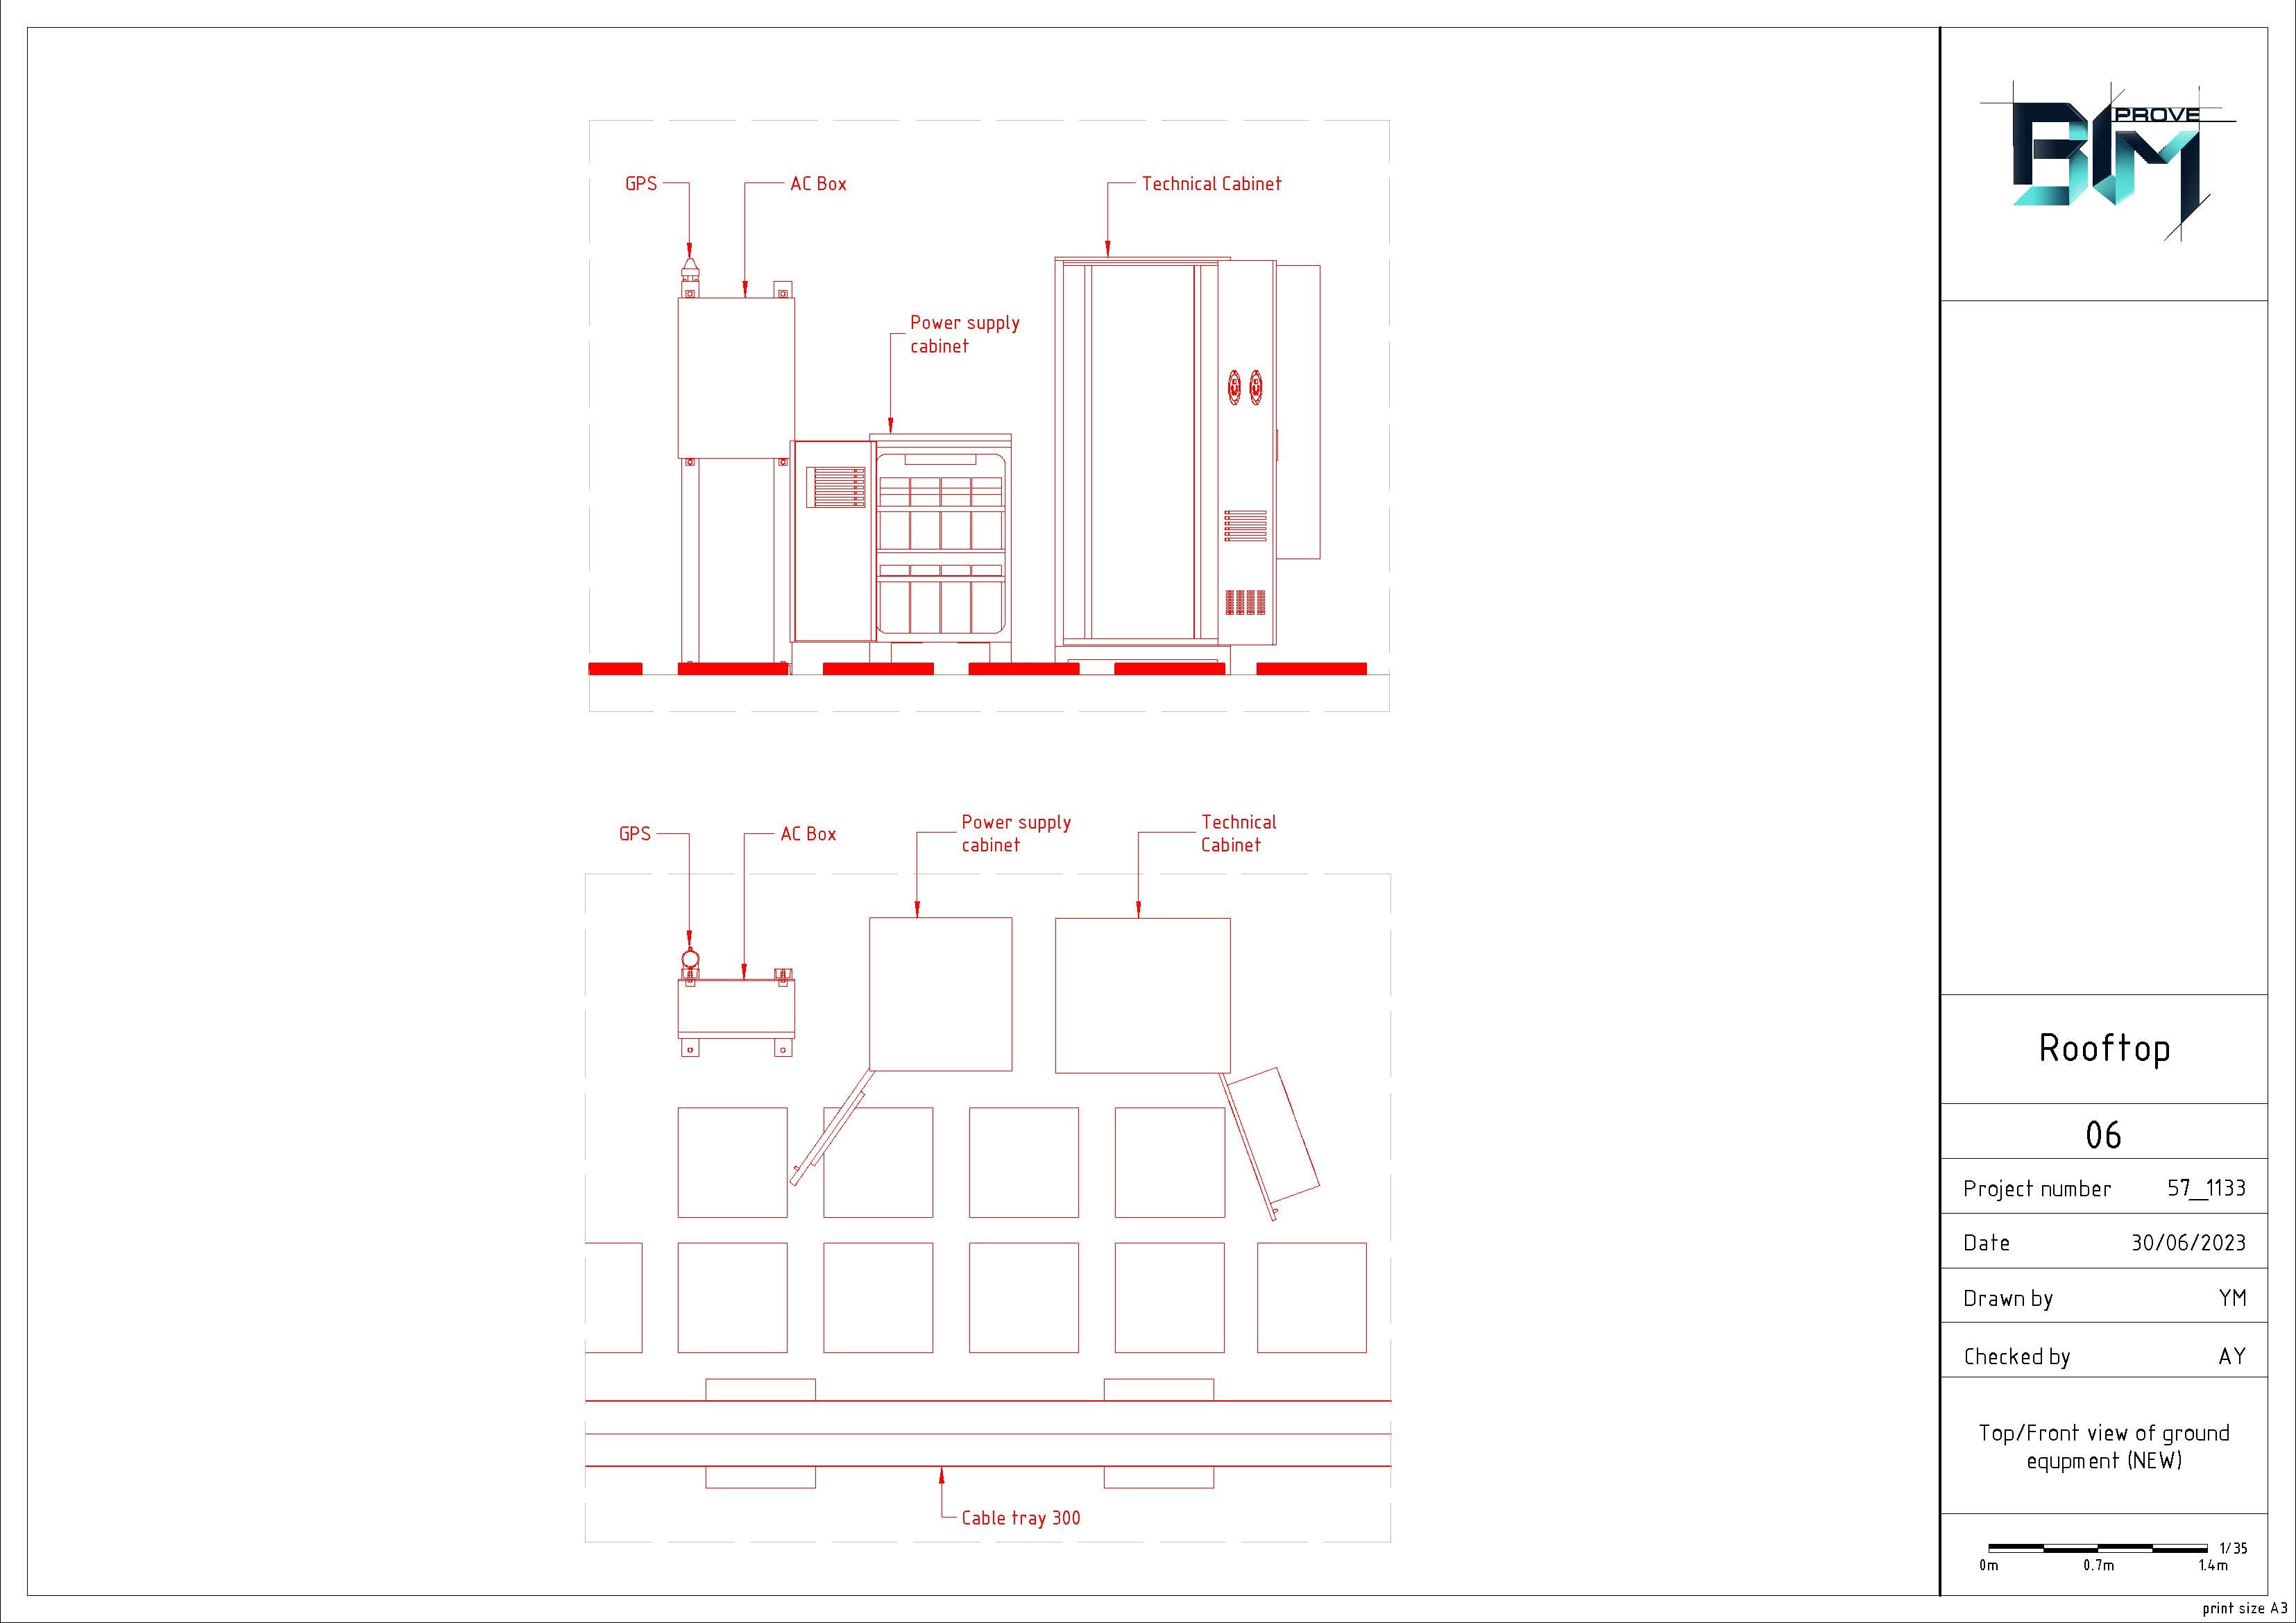 GPS
AC Box
Technical Cabinet
Power supply
cabinet
GPS
AC Box
Power supply
cabinet
Technical
Cabinet
Cable tray 300
BIM
PROVE
Rooftop
06
Project number 57_1133
Date 30/06/2023
Drawn by YM
Checked by AY
Top/Front view of ground
equpment (NEW)
1/35
0m 0.7m 1.4m
print size A3